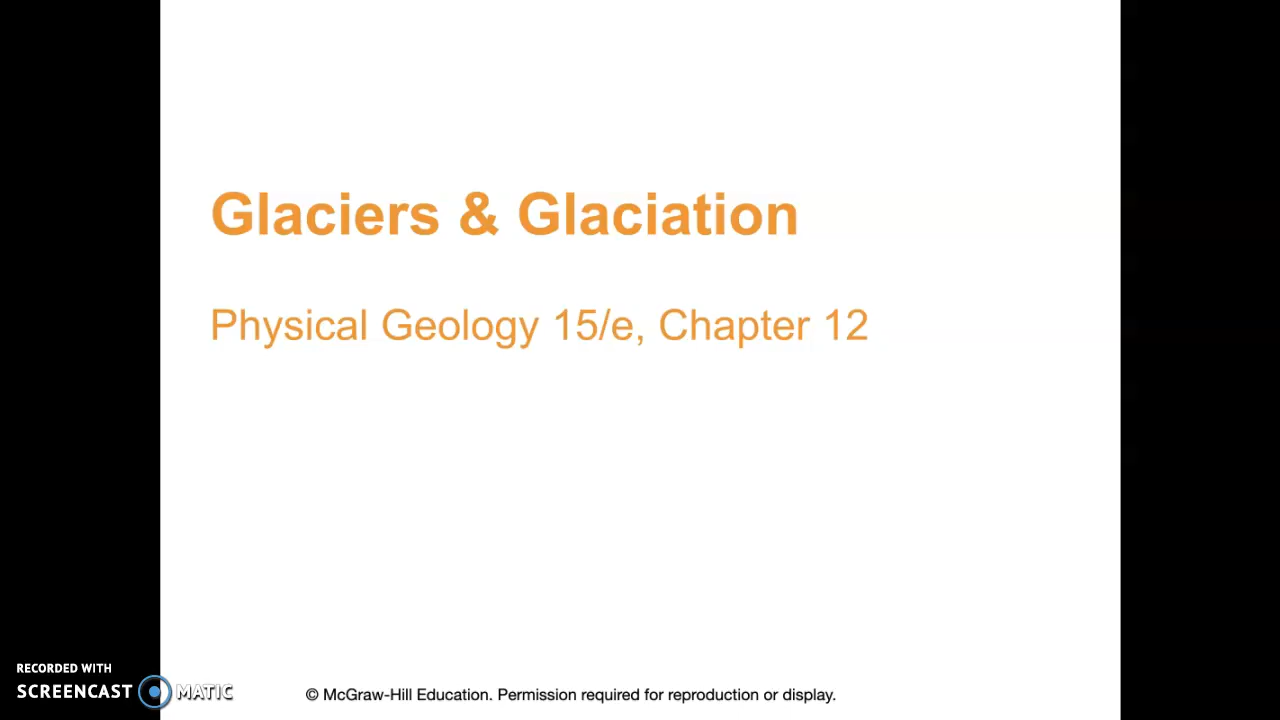 Glaciers & Glaciation
Physical Geology 15/e, Chapter 12
RECORDED WITH
SCREENCAST MATIC
© McGraw-Hill Education. Permission required for reproduction or display.